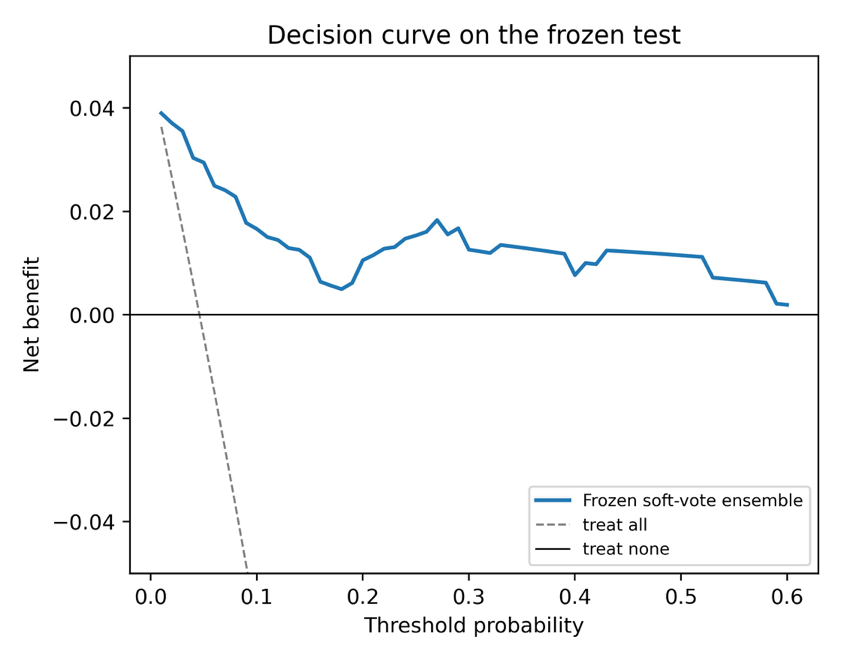 Decision curve on the frozen test
Net benefit
0.04
0.02
0.00
−0.02
−0.04
Frozen soft-vote ensemble
treat all
treat none
0.0 0.1 0.2 0.3 0.4 0.5 0.6
Threshold probability